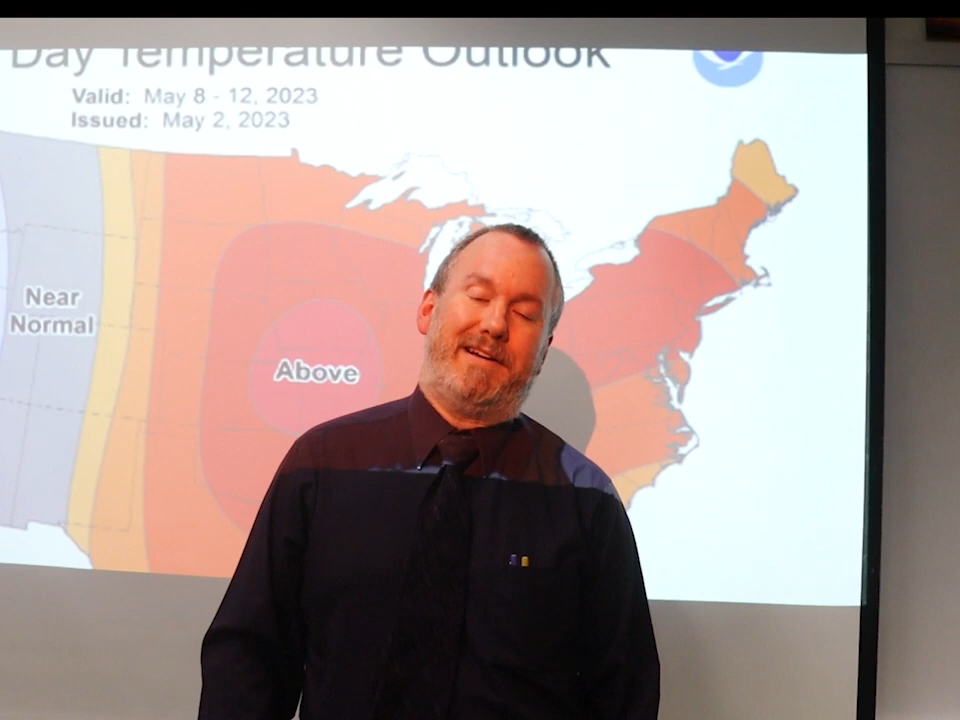 Day Temperature Outlook
Valid: May 8 - 12, 2023
Issued: May 2, 2023
Near
Normal
Above